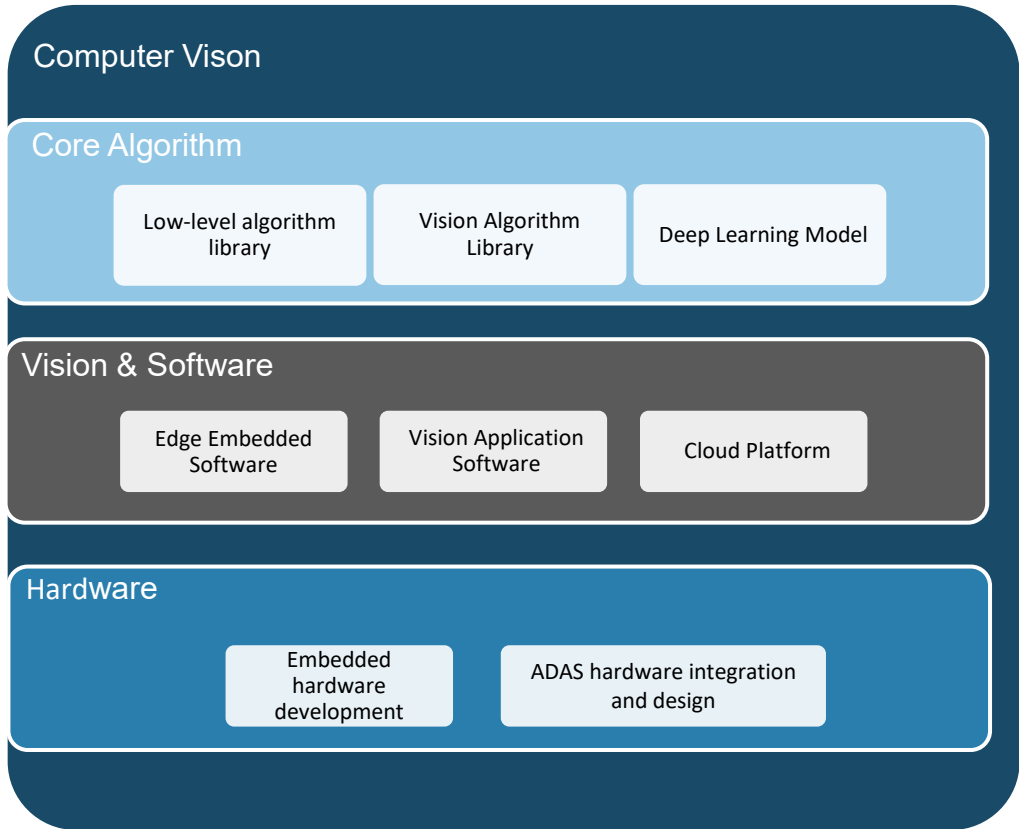 Computer Vison
Core Algorithm
Low-level algorithm
library
Vision Algorithm
Library
Deep Learning Model
Vision & Software
Edge Embedded
Software
Vision Application
Software
Cloud Platform
Hardware
Embedded
hardware
development
ADAS hardware integration
and design